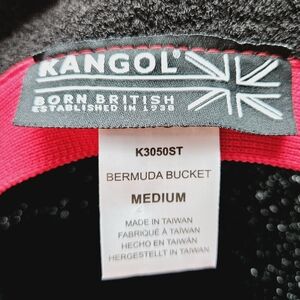 KANGOL
BORN BRITISH
ESTABLISHED IN 1938
K3050ST
BERMUDA BUCKET
MEDIUM
MADE IN TAIWAN
FABRIQUÉ À TAIWAN
HECHO EN TAIWÁN
HERGESTELLT IN TAIWAN